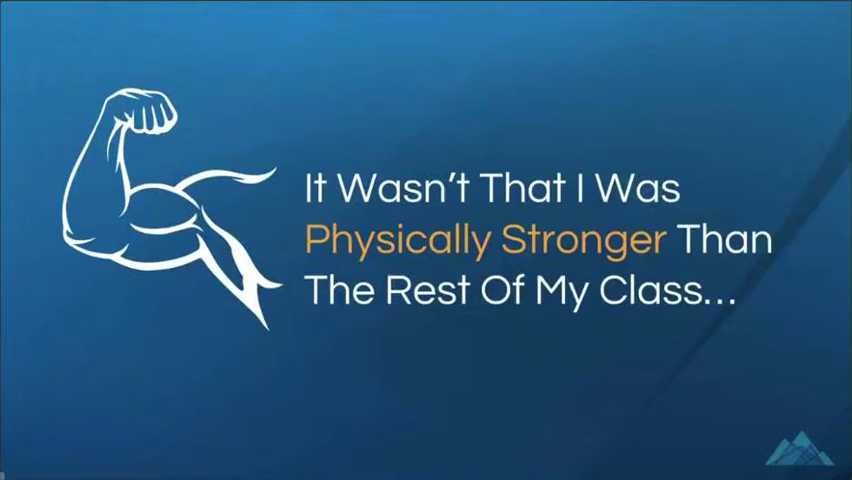 It Wasn’t That I Was
Physically Stronger Than
The Rest Of My Class…